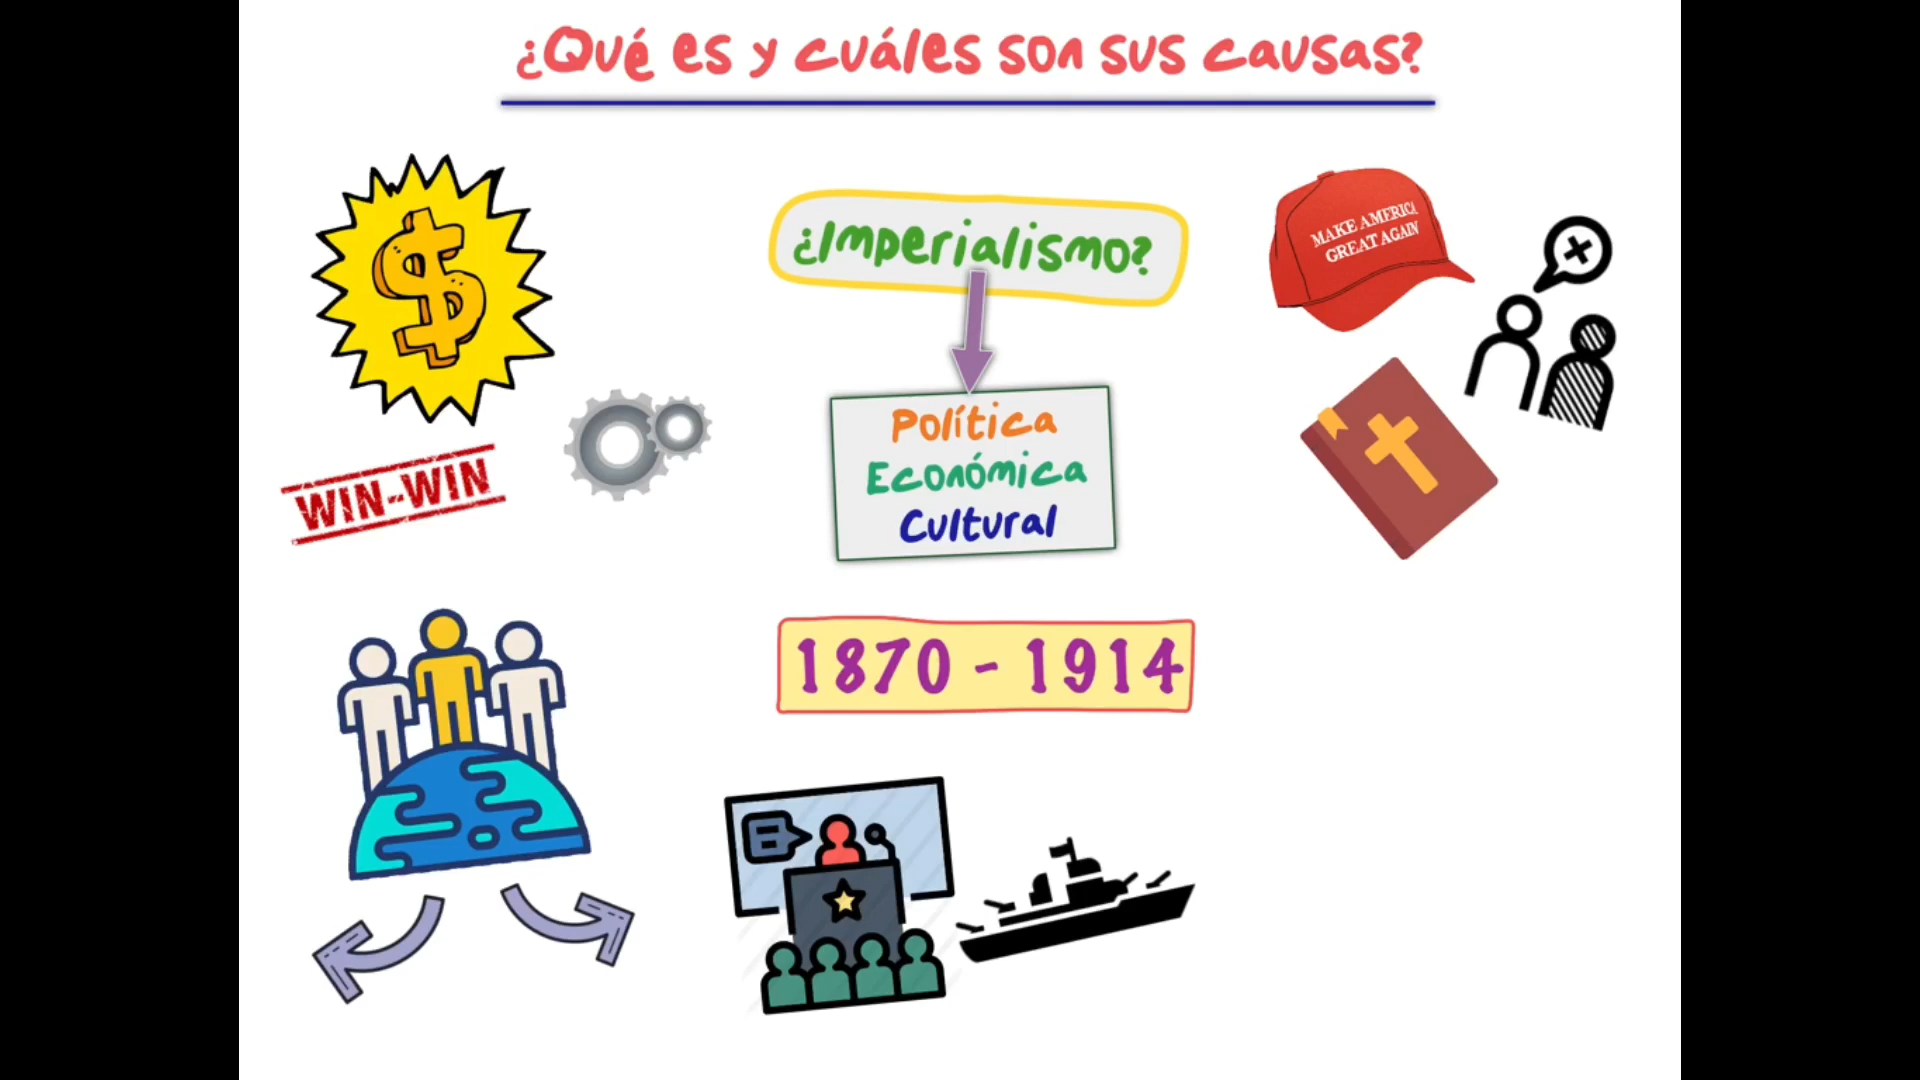 ¿Qué es y cuáles son sus causas?
¿Imperialismo?
MAKE AMERICA
GREAT AGAIN
Política
Económica
Cultural
WIN-WIN
1870 - 1914